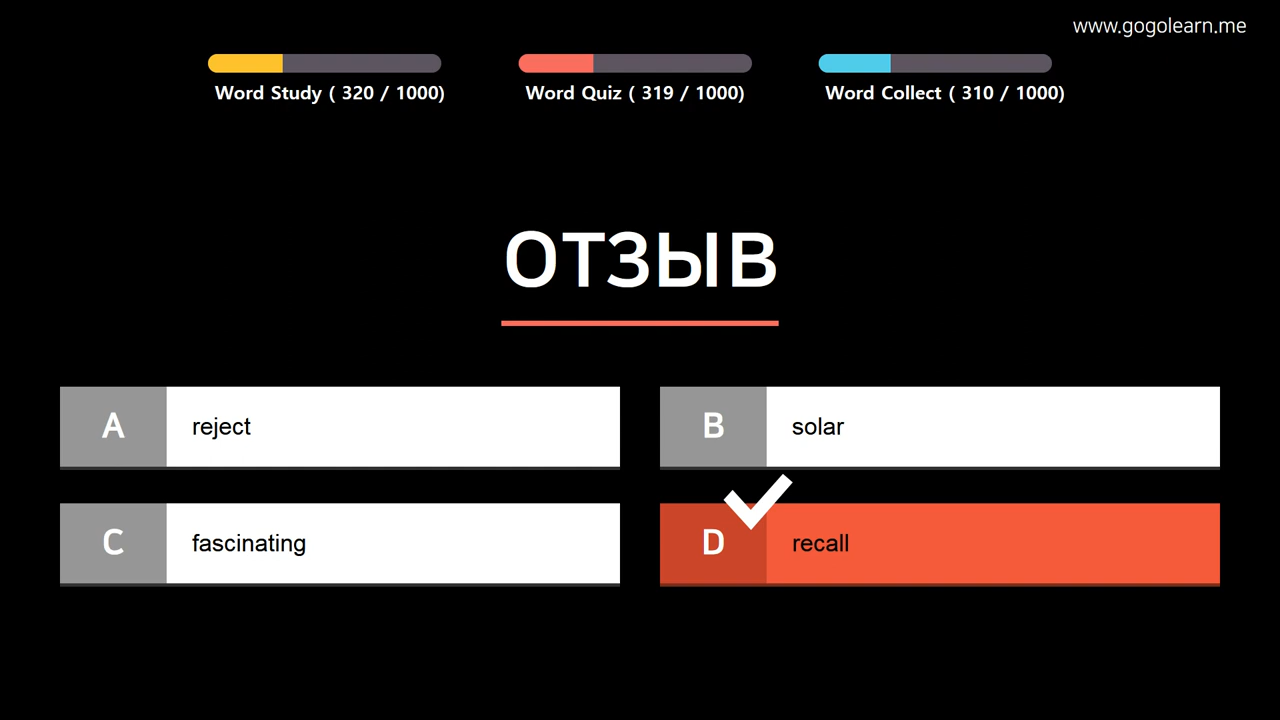 www.gogolearn.me
Word Study ( 320 / 1000)
Word Quiz ( 319 / 1000)
Word Collect ( 310 / 1000)
ОТЗЫВ
A reject
B solar
C fascinating
D recall